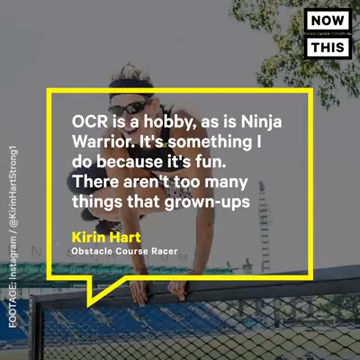 NOW
THIS
OCR is a hobby, as is Ninja
Warrior. It's something I
do because it's fun.
There aren't too many
things that grown-ups
Kirin Hart
Obstacle Course Racer
FOOTAGE: Instagram / @KirinHartStrong1